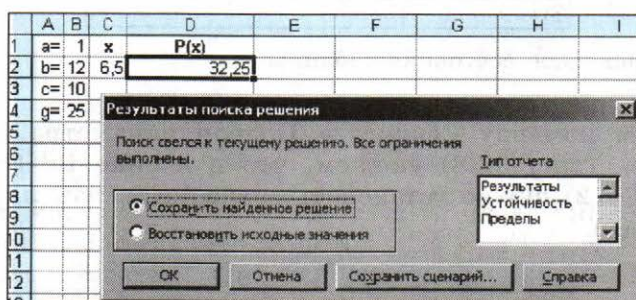 A B C D E F G H I
1 a= 1 x P(x)
2 b= 12 6,5 32,25
3 c= 10
4 g= 25
5
6
7
8
9
10
11
12
Результаты поиска решения
Поиск свелся к текущему решению. Все ограничения
выполнены.
Тип отчета
Результаты
Устойчивость
Пределы
Сохранить найденное решение
Восстановить исходные значения
ОК Отмена Сохранить сценарий... Справка